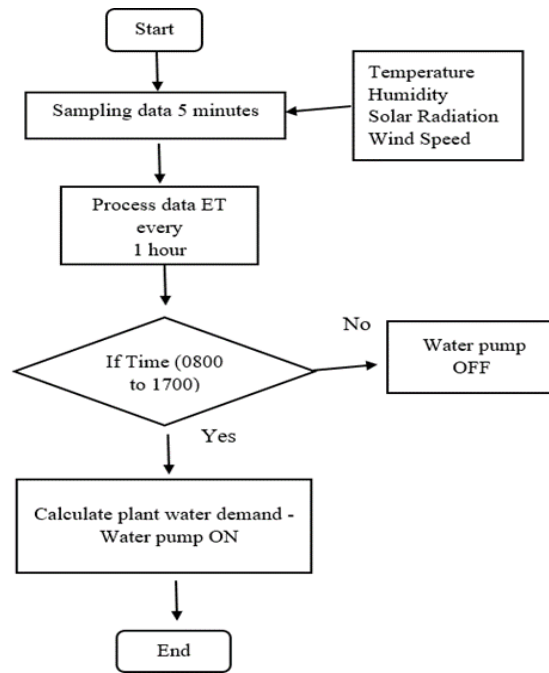 Start
Sampling data 5 minutes
Temperature
Humidity
Solar Radiation
Wind Speed
Process data ET
every
1 hour
If Time (0800
to 1700)
No
Water pump
OFF
Yes
Calculate plant water demand -
Water pump ON
End